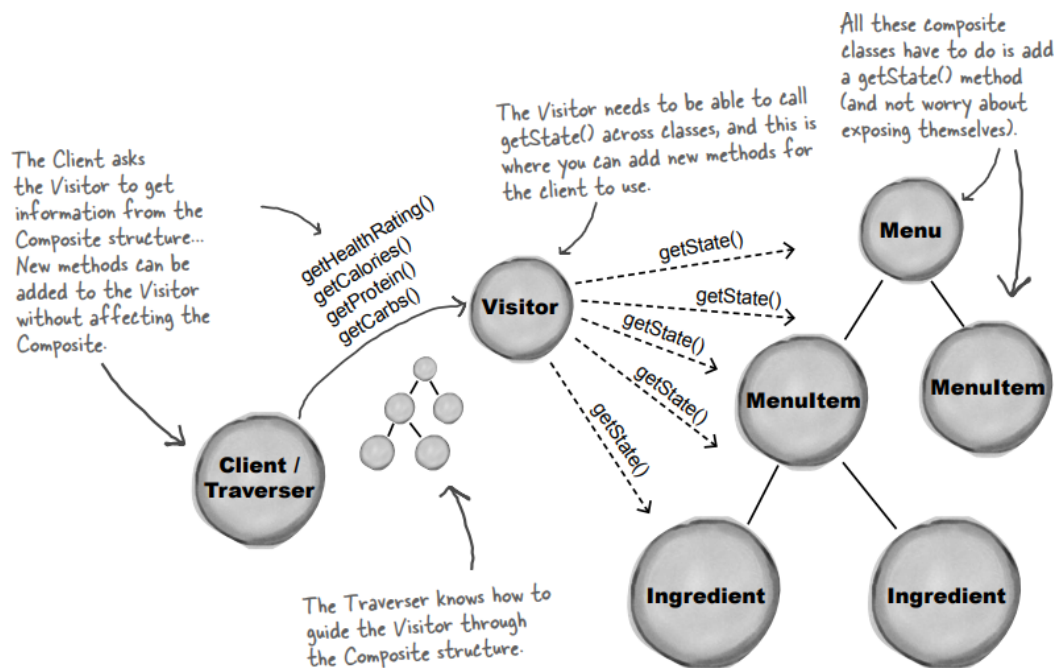 All these composite
classes have to do is add
a getState() method
(and not worry about
exposing themselves).
The Visitor needs to be able to call
getState() across classes, and this is
where you can add new methods for
the client to use.
The Client asks
the Visitor to get
information from the
Composite structure...
New methods can be
added to the Visitor
without affecting the
Composite.
getHealthRating()
getCalories()
getProtein()
getCarbs()
Visitor
getState()
getState()
getState()
getState()
getState()
Menu
MenuItem
MenuItem
Client /
Traverser
Ingredient
Ingredient
The Traverser knows how to
guide the Visitor through
the Composite structure.